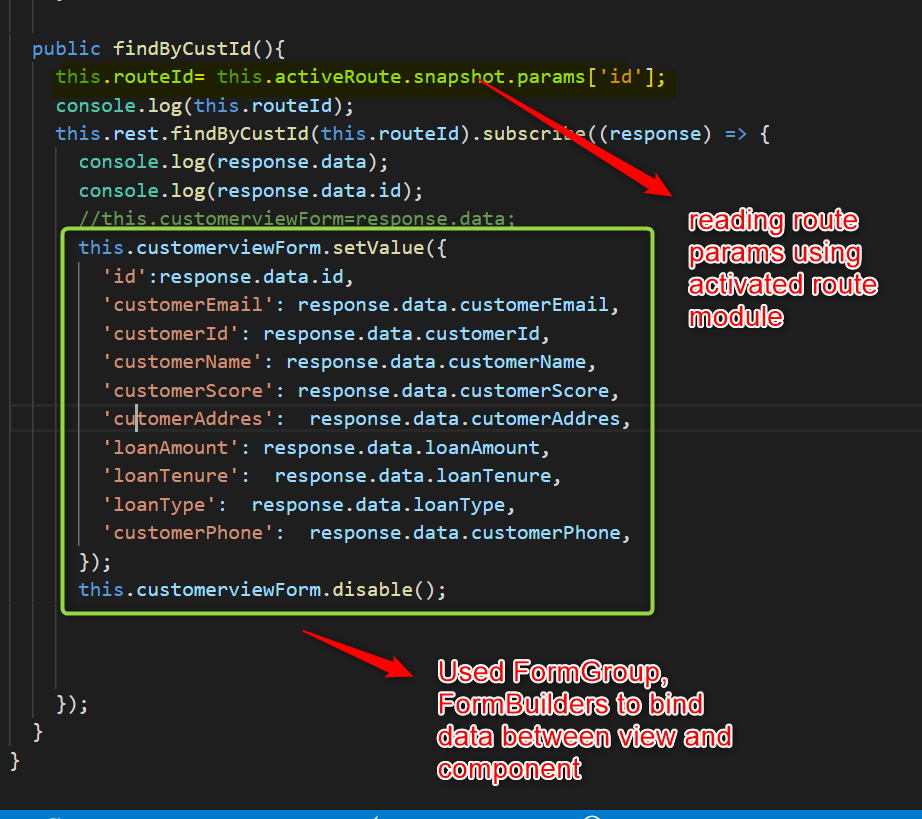 public findByCustId(){
this.routeId= this.activeRoute.snapshot.params['id'];
console.log(this.routeId);
this.rest.findByCustId(this.routeId).subscribe((response) => {
console.log(response.data);
console.log(response.data.id);
//this.customerviewForm=response.data;
this.customerviewForm.setValue({
'id':response.data.id,
'customerEmail': response.data.customerEmail,
'customerId': response.data.customerId,
'customerName': response.data.customerName,
'customerScore': response.data.customerScore,
'cutomerAddres':  response.data.cutomerAddres,
'loanAmount': response.data.loanAmount,
'loanTenure':  response.data.loanTenure,
'loanType':  response.data.loanType,
'customerPhone':  response.data.customerPhone,
});
this.customerviewForm.disable();
});
}
}
reading route
params using
activated route
module
Used FormGroup,
FormBuilders to bind
data between view and
component